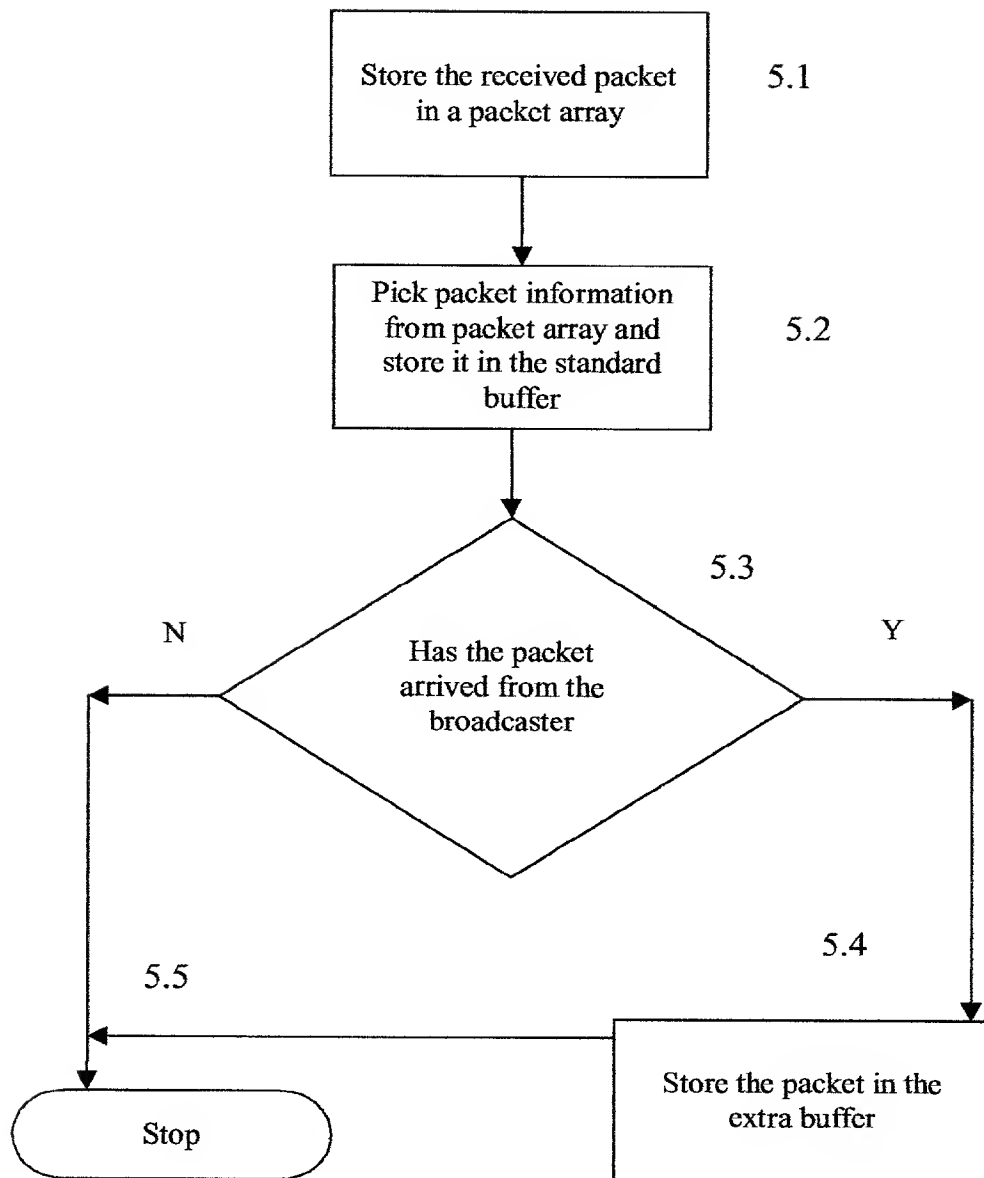 Store the received packet
in a packet array
5.1
Pick packet information
from packet array and
store it in the standard
buffer
5.2
5.3
N
Y
Has the packet
arrived from the
broadcaster
5.4
5.5
Store the packet in the
extra buffer
Stop